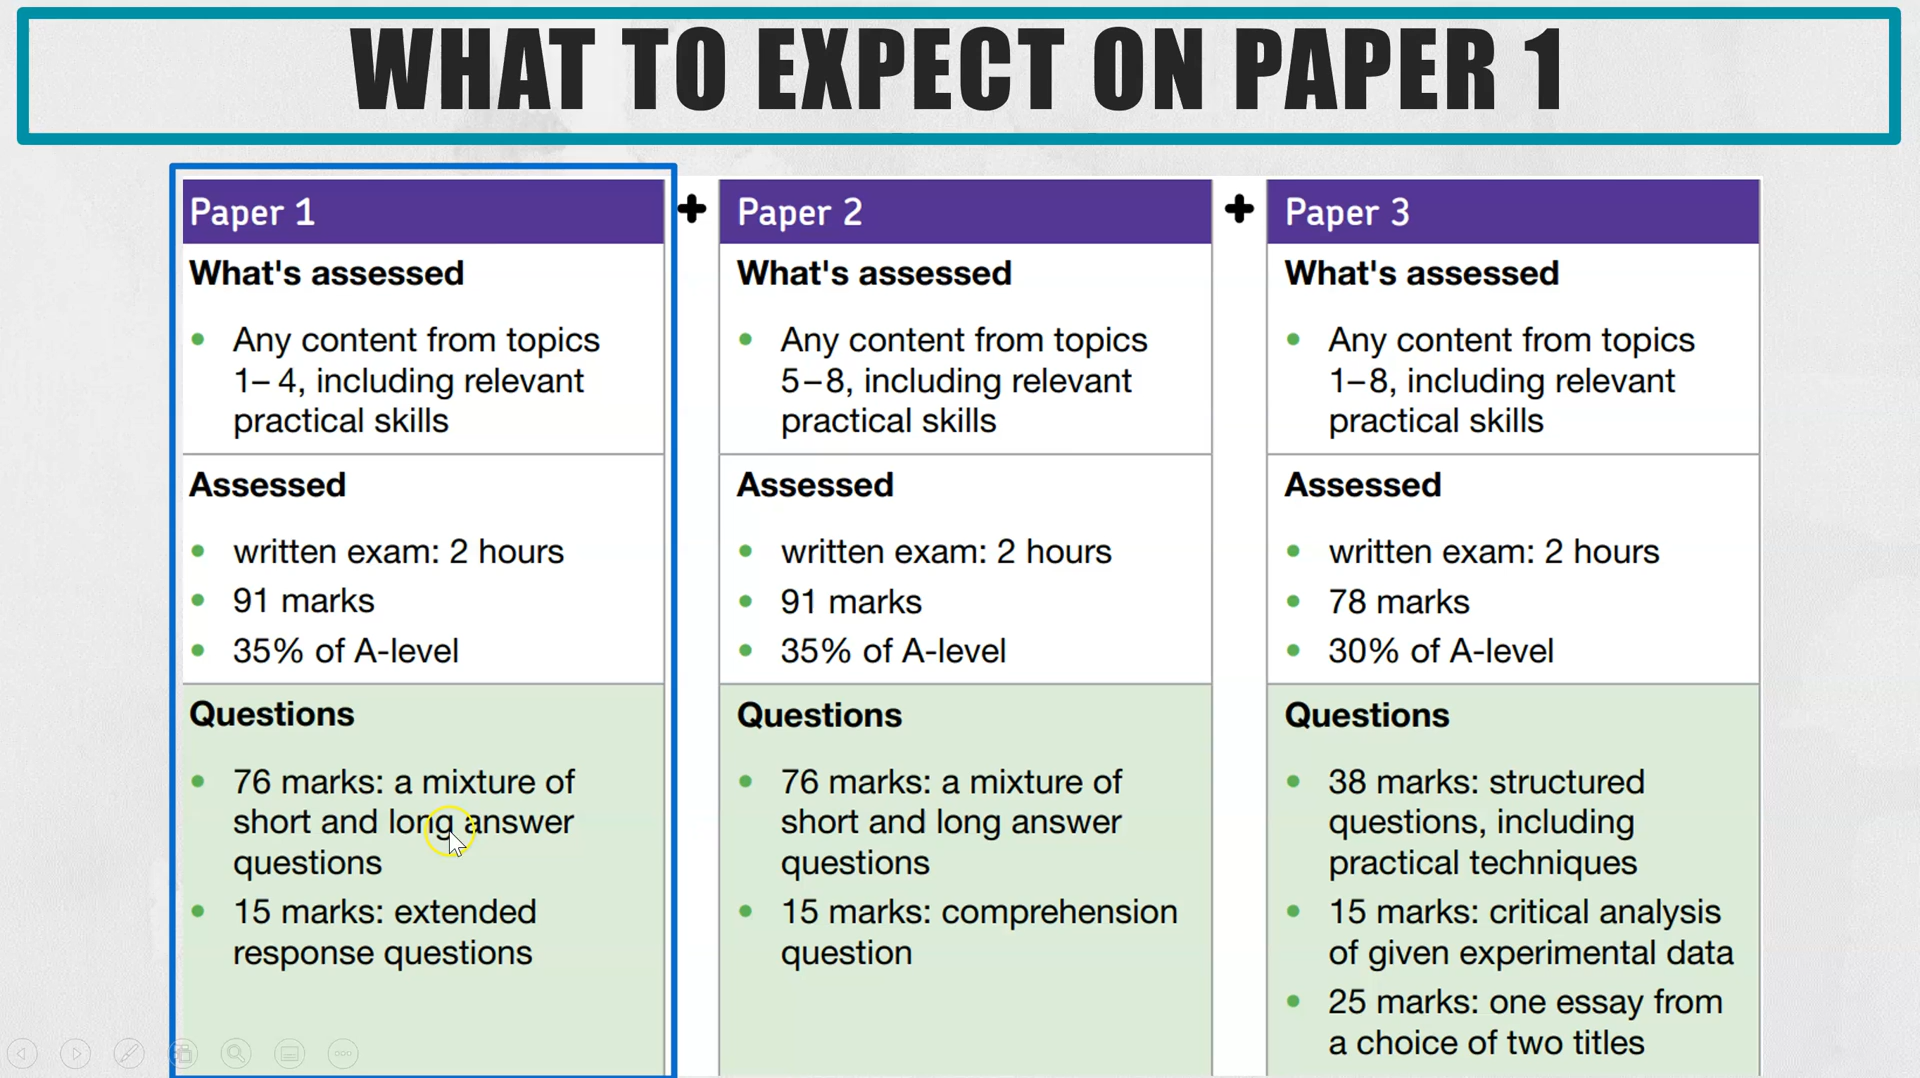 WHAT TO EXPECT ON PAPER 1
Paper 1
What's assessed
• Any content from topics
1– 4, including relevant
practical skills
Assessed
• written exam: 2 hours
• 91 marks
• 35% of A-level
Questions
• 76 marks: a mixture of
short and long answer
questions
• 15 marks: extended
response questions
+
Paper 2
What's assessed
• Any content from topics
5–8, including relevant
practical skills
Assessed
• written exam: 2 hours
• 91 marks
• 35% of A-level
Questions
• 76 marks: a mixture of
short and long answer
questions
• 15 marks: comprehension
question
+
Paper 3
What's assessed
• Any content from topics
1–8, including relevant
practical skills
Assessed
• written exam: 2 hours
• 78 marks
• 30% of A-level
Questions
• 38 marks: structured
questions, including
practical techniques
• 15 marks: critical analysis
of given experimental data
• 25 marks: one essay from
a choice of two titles